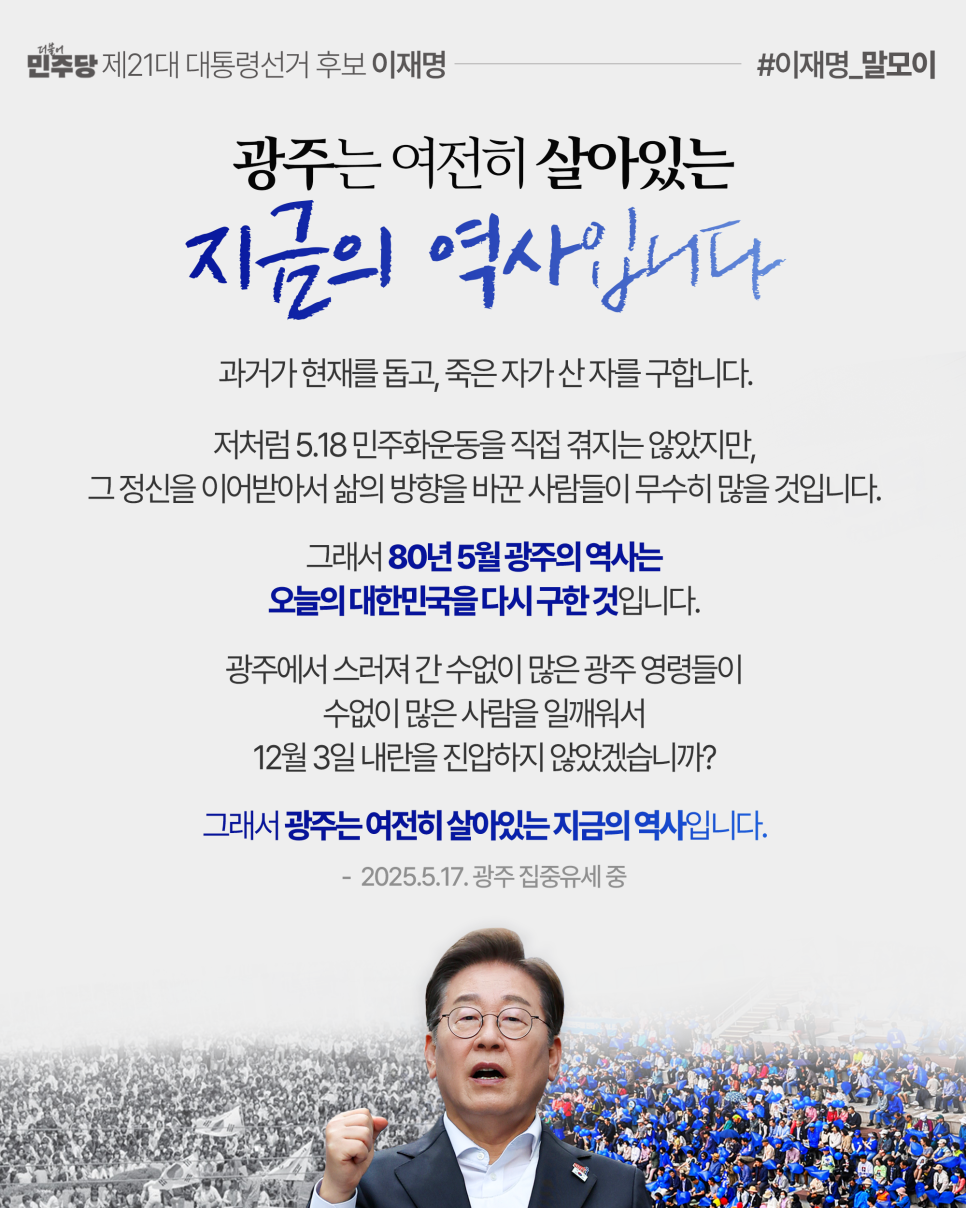 더불어
민주당 제21대 대통령선거 후보 이재명
#이재명_말모이
광주는 여전히 살아있는
지금의 역사입니다
과거가 현재를 돕고, 죽은 자가 산 자를 구합니다.
저처럼 5.18 민주화운동을 직접 겪지는 않았지만,
그 정신을 이어받아서 삶의 방향을 바꾼 사람들이 무수히 많을 것입니다.
그래서 80년 5월 광주의 역사는
오늘의 대한민국을 다시 구한 것입니다.
광주에서 스러져 간 수없이 많은 광주 영령들이
수없이 많은 사람을 일깨워서
12월 3일 내란을 진압하지 않았겠습니까?
그래서 광주는 여전히 살아있는 지금의 역사입니다.
- 2025.5.17. 광주 집중유세 중